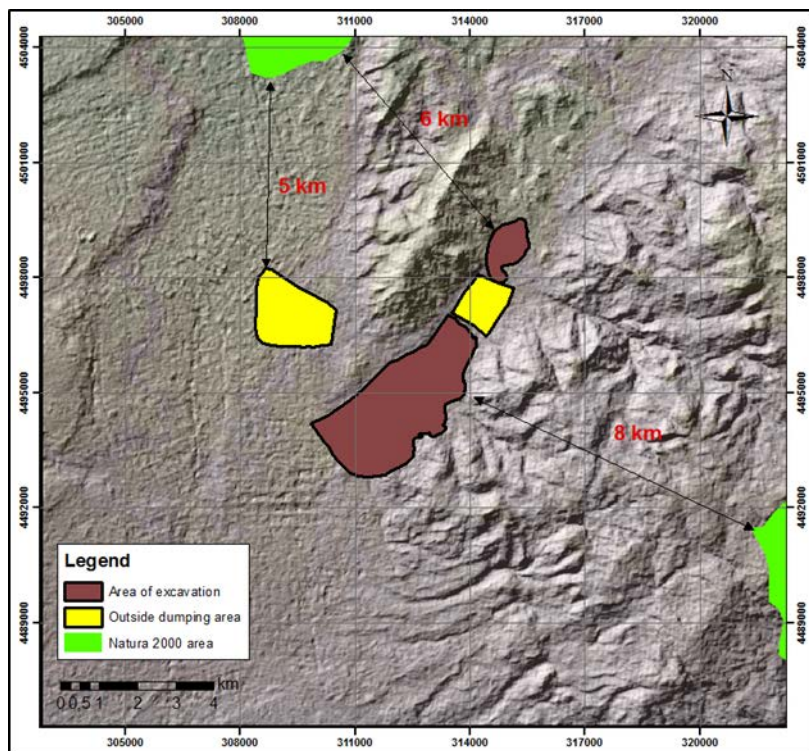 305000 308000 311000 314000 317000 320000
4504000 4504000
N
6 km
4501000 4501000
5 km
4498000 4498000
4495000 4495000
8 km
4492000 4492000
Legend
Area of excavation
Outside dumping area
Natura 2000 area
4489000 4489000
km
0 0,5 1 2 3 4
305000 308000 311000 314000 317000 320000